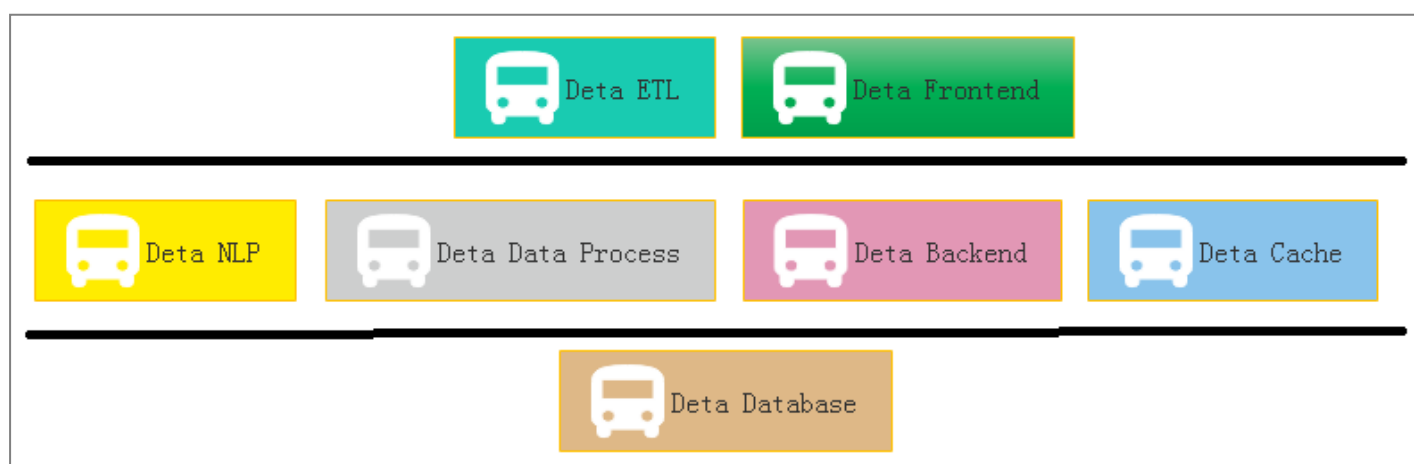 Deta ETL
Deta Frontend
Deta NLP
Deta Data Process
Deta Backend
Deta Cache
Deta Database